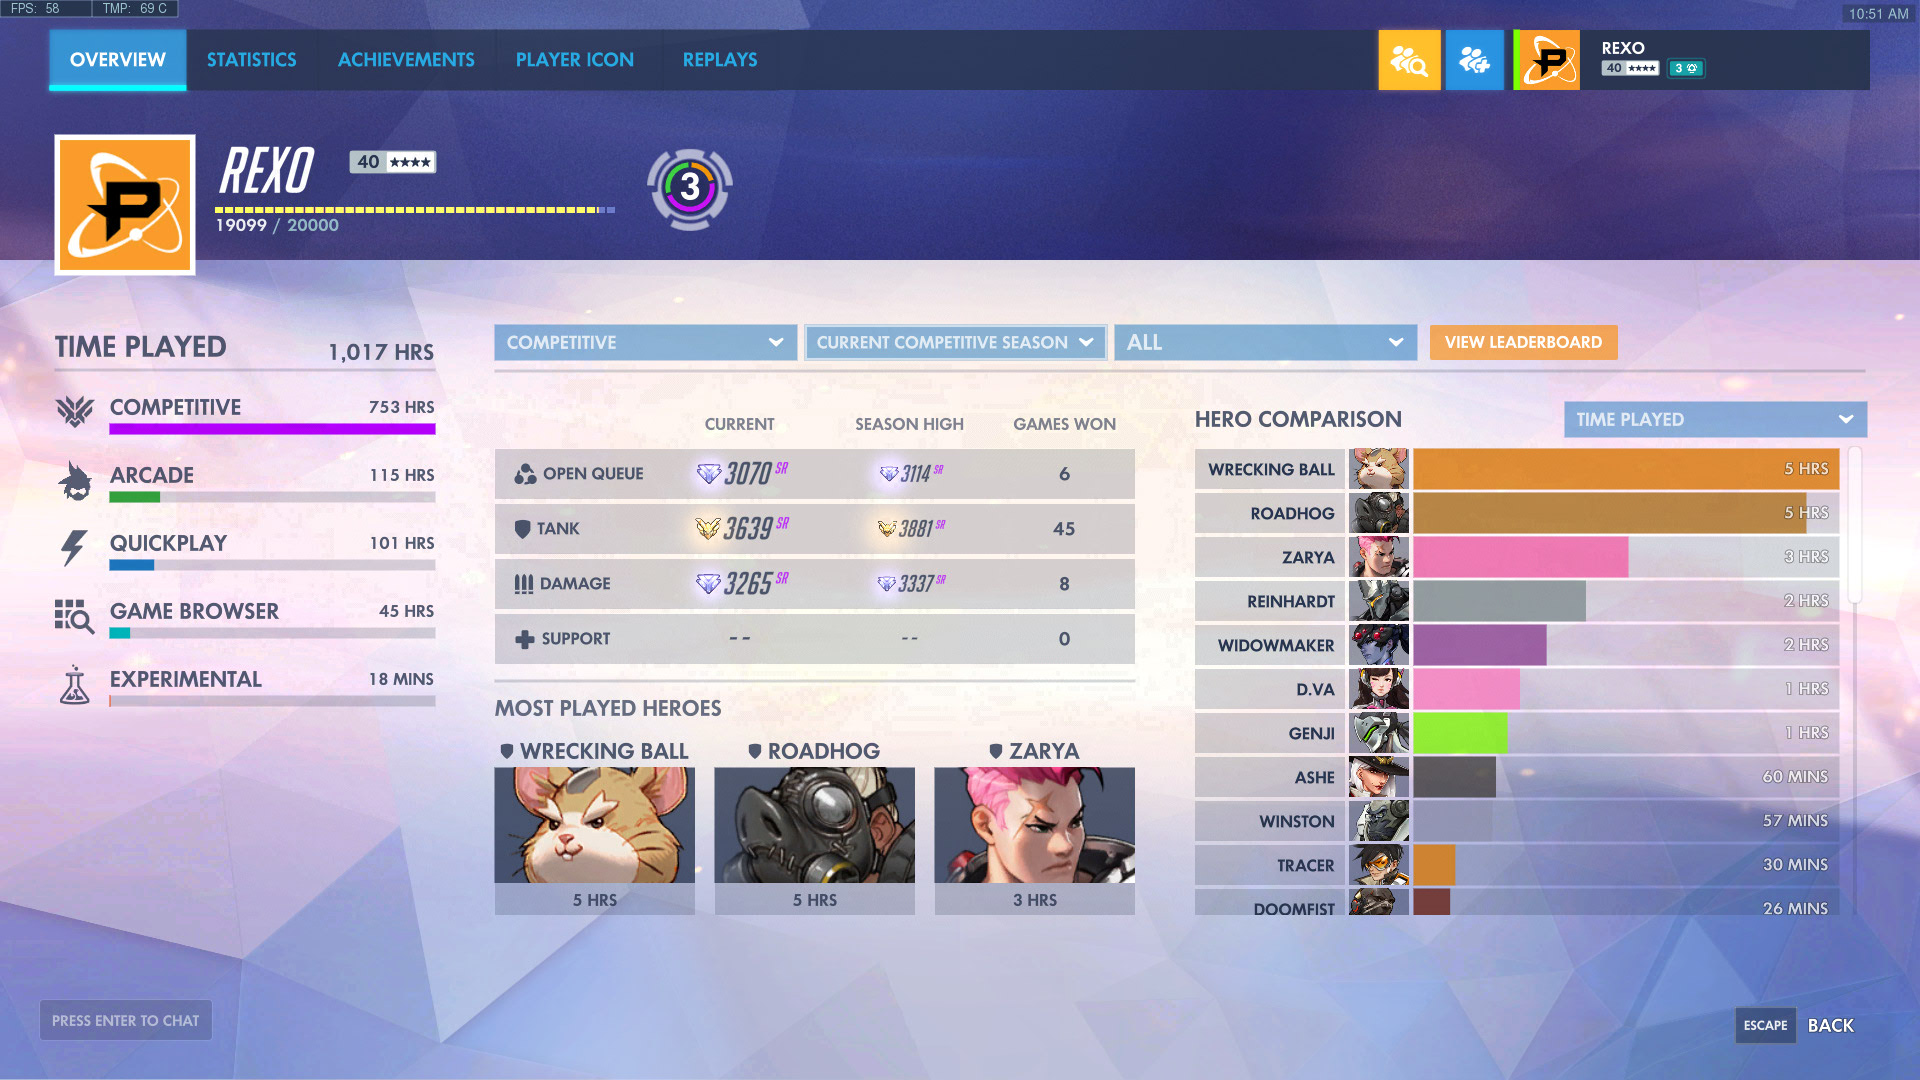 FPS: 58 TMP: 69 C
10:51 AM
OVERVIEW STATISTICS ACHIEVEMENTS PLAYER ICON REPLAYS
P
REXO
40 ★★★★ 3
P
REXO 40 ★★★★
3
19099 / 20000
TIME PLAYED 1,017 HRS
COMPETITIVE 753 HRS
ARCADE 115 HRS
QUICKPLAY 101 HRS
GAME BROWSER 45 HRS
EXPERIMENTAL 18 MINS
COMPETITIVE CURRENT COMPETITIVE SEASON ALL VIEW LEADERBOARD
CURRENT SEASON HIGH GAMES WON
OPEN QUEUE 3070 SR 3114 SR 6
TANK 3639 SR 3881 SR 45
DAMAGE 3265 SR 3337 SR 8
SUPPORT -- -- 0
MOST PLAYED HEROES
WRECKING BALL ROADHOG ZARYA
5 HRS 5 HRS 3 HRS
HERO COMPARISON TIME PLAYED
WRECKING BALL 5 HRS
ROADHOG 5 HRS
ZARYA 3 HRS
REINHARDT 2 HRS
WIDOWMAKER 2 HRS
D.VA 1 HRS
GENJI 1 HRS
ASHE 60 MINS
WINSTON 57 MINS
TRACER 30 MINS
DOOMFIST 26 MINS
PRESS ENTER TO CHAT
ESCAPE BACK